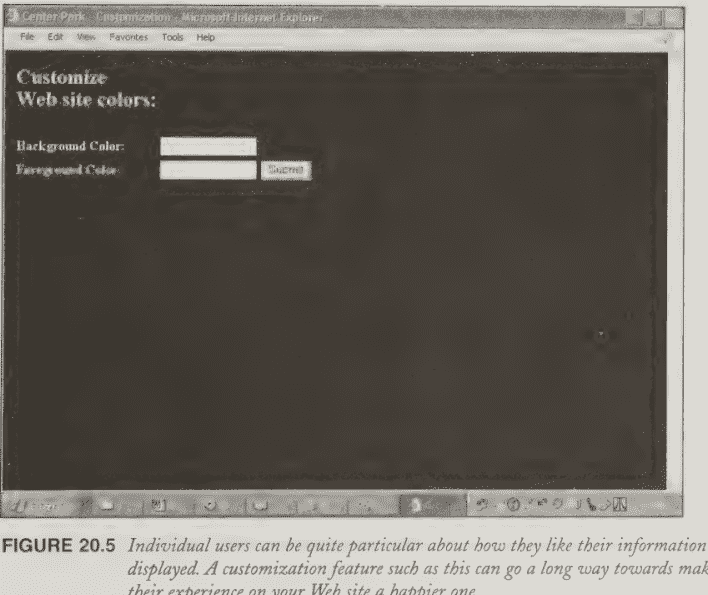 Center Park - Customization - Microsoft Internet Explorer
File Edit View Favorites Tools Help
Customize
Web site colors:
Background Color:
Foreground Color
Submit
FIGURE 20.5 Individual users can be quite particular about how they like their information
displayed. A customization feature such as this can go a long way towards mak
their experience on your Web site a happier one